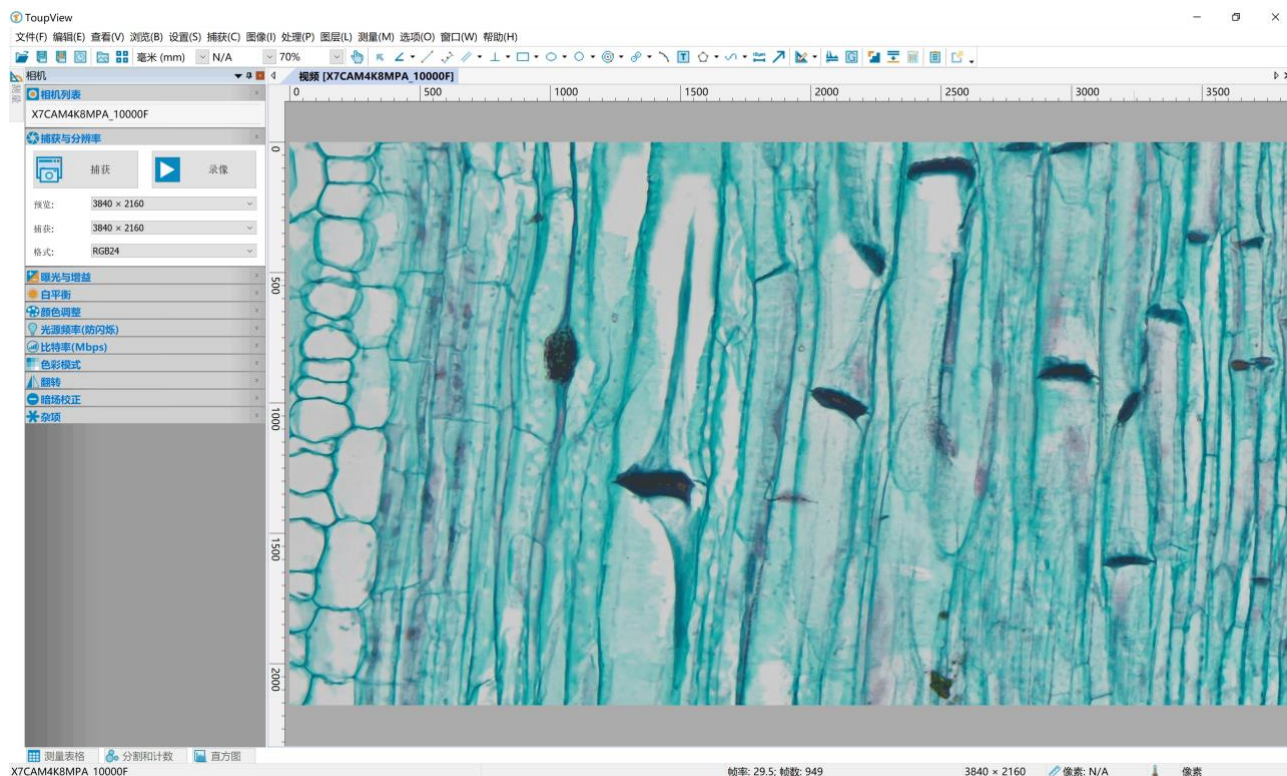 ToupView
文件(F) 编辑(E) 查看(V) 浏览(B) 设置(S) 捕获(C) 图像(I) 处理(P) 图层(L) 测量(M) 选项(O) 窗口(W) 帮助(H)
毫米 (mm) N/A 70%
相机
视频 [X7CAM4K8MPA_10000F]
0 500 1000 1500 2000 2500 3000 3500
相机列表
X7CAM4K8MPA_10000F
捕获与分辨率
捕获 录像
预览: 3840 × 2160
捕获: 3840 × 2160
格式: RGB24
曝光与增益
白平衡
颜色调整
光源频率(防闪烁)
比特率(Mbps)
色彩模式
翻转
暗场校正
杂项
0
500
1000
1500
2000
测量表格 分割和计数 直方图
X7CAM4K8MPA_10000F 帧率: 29.5; 帧数: 949 3840 × 2160 像素: N/A 像素